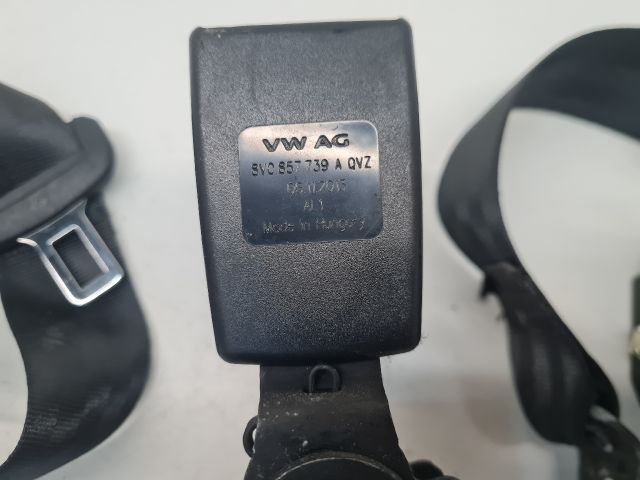 VW AG
8V0 857 739 A QVZ
AL1
Made in Hungary